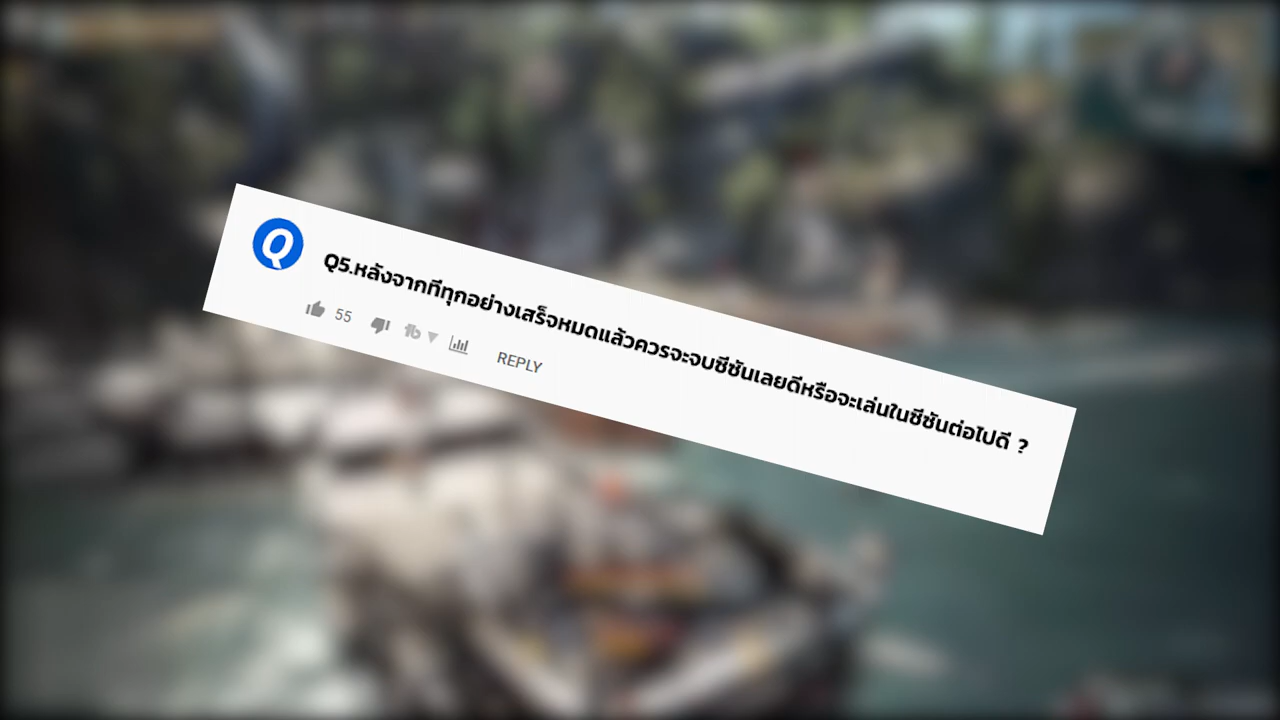 Q
Q5.หลังจากที่ทุกอย่างเสร็จหมดแล้วควรจะจบซีซันเลยดีหรือจะเล่นในซีซันต่อไปดี ?
55
REPLY